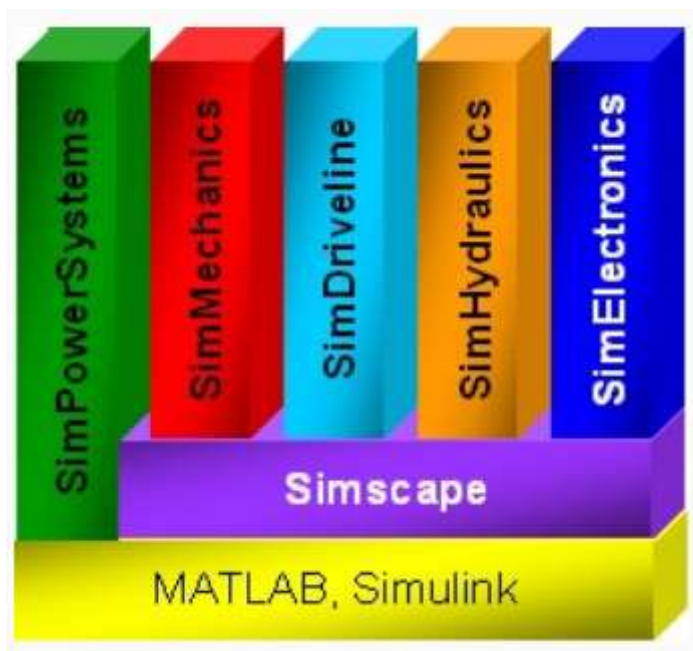 SimPowerSystems
SimMechanics
SimDriveline
SimHydraulics
SimElectronics
Simscape
MATLAB, Simulink